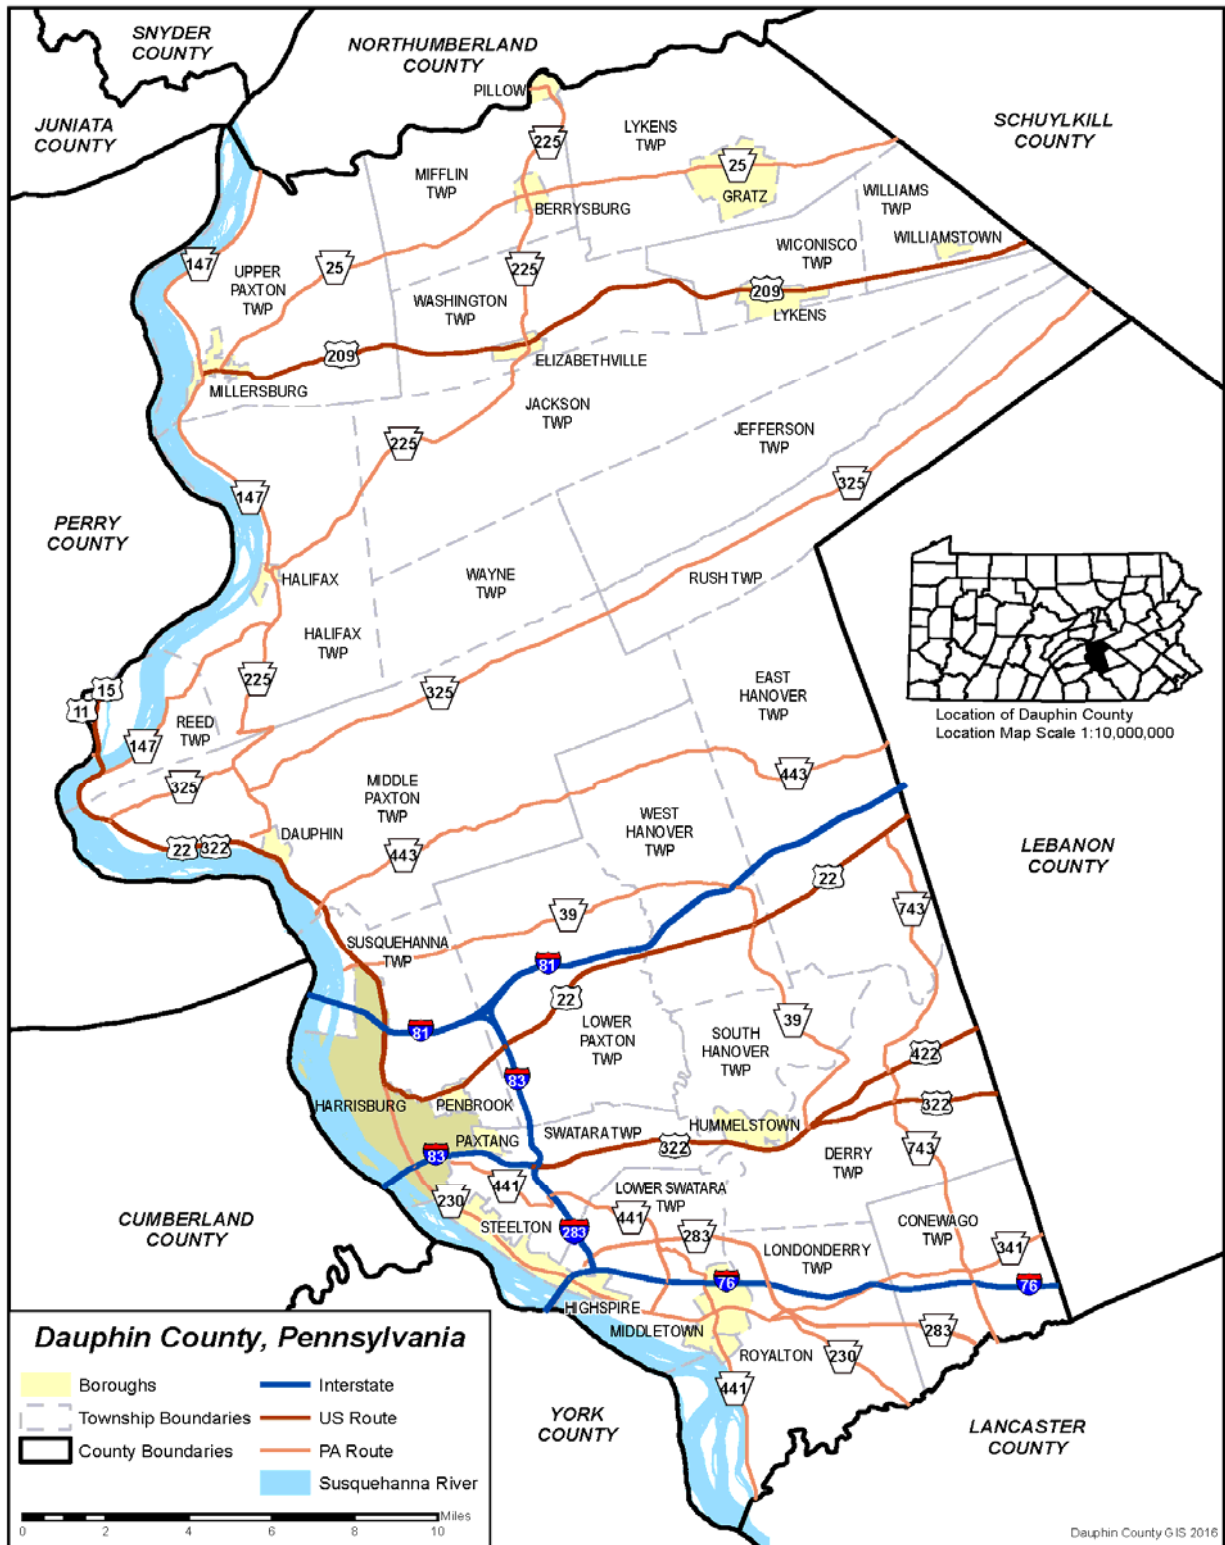 SNYDER
COUNTY
NORTHUMBERLAND
COUNTY
PILLOW
JUNIATA
COUNTY
SCHUYLKILL
COUNTY
LYKENS
TWP
225
25
MIFFLIN
TWP
GRATZ
WILLIAMS
TWP
BERRYSBURG
WILLIAMSTOWN
WICONISCO
TWP
147
25
225
UPPER
PAXTON
TWP
209
WASHINGTON
TWP
LYKENS
209
ELIZABETHVILLE
MILLERSBURG
JACKSON
TWP
JEFFERSON
TWP
225
325
147
PERRY
COUNTY
HALIFAX
WAYNE
TWP
RUSH TWP
HALIFAX
TWP
225
325
EAST
HANOVER
TWP
15
11
REED
TWP
147
Location of Dauphin County
Location Map Scale 1:10,000,000
325
MIDDLE
PAXTON
TWP
443
WEST
HANOVER
TWP
DAUPHIN
22
322
443
LEBANON
COUNTY
22
39
743
SUSQUEHANNA
TWP
81
22
81
LOWER
PAXTON
TWP
39
SOUTH
HANOVER
TWP
422
83
HARRISBURG
PENBROOK
322
HUMMELSTOWN
PAXTANG
SWATARA TWP
322
83
DERRY
TWP
743
441
230
LOWER SWATARA
TWP
441
CUMBERLAND
COUNTY
STEELTON
283
283
CONEWAGO
TWP
341
LONDONDERRY
TWP
76
76
HIGHSPIRE
MIDDLETOWN
283
ROYALTON
230
441
YORK
COUNTY
LANCASTER
COUNTY
Dauphin County, Pennsylvania
Boroughs
Township Boundaries
County Boundaries
Interstate
US Route
PA Route
Susquehanna River
Miles
0 2 4 6 8 10
Dauphin County GIS 2016